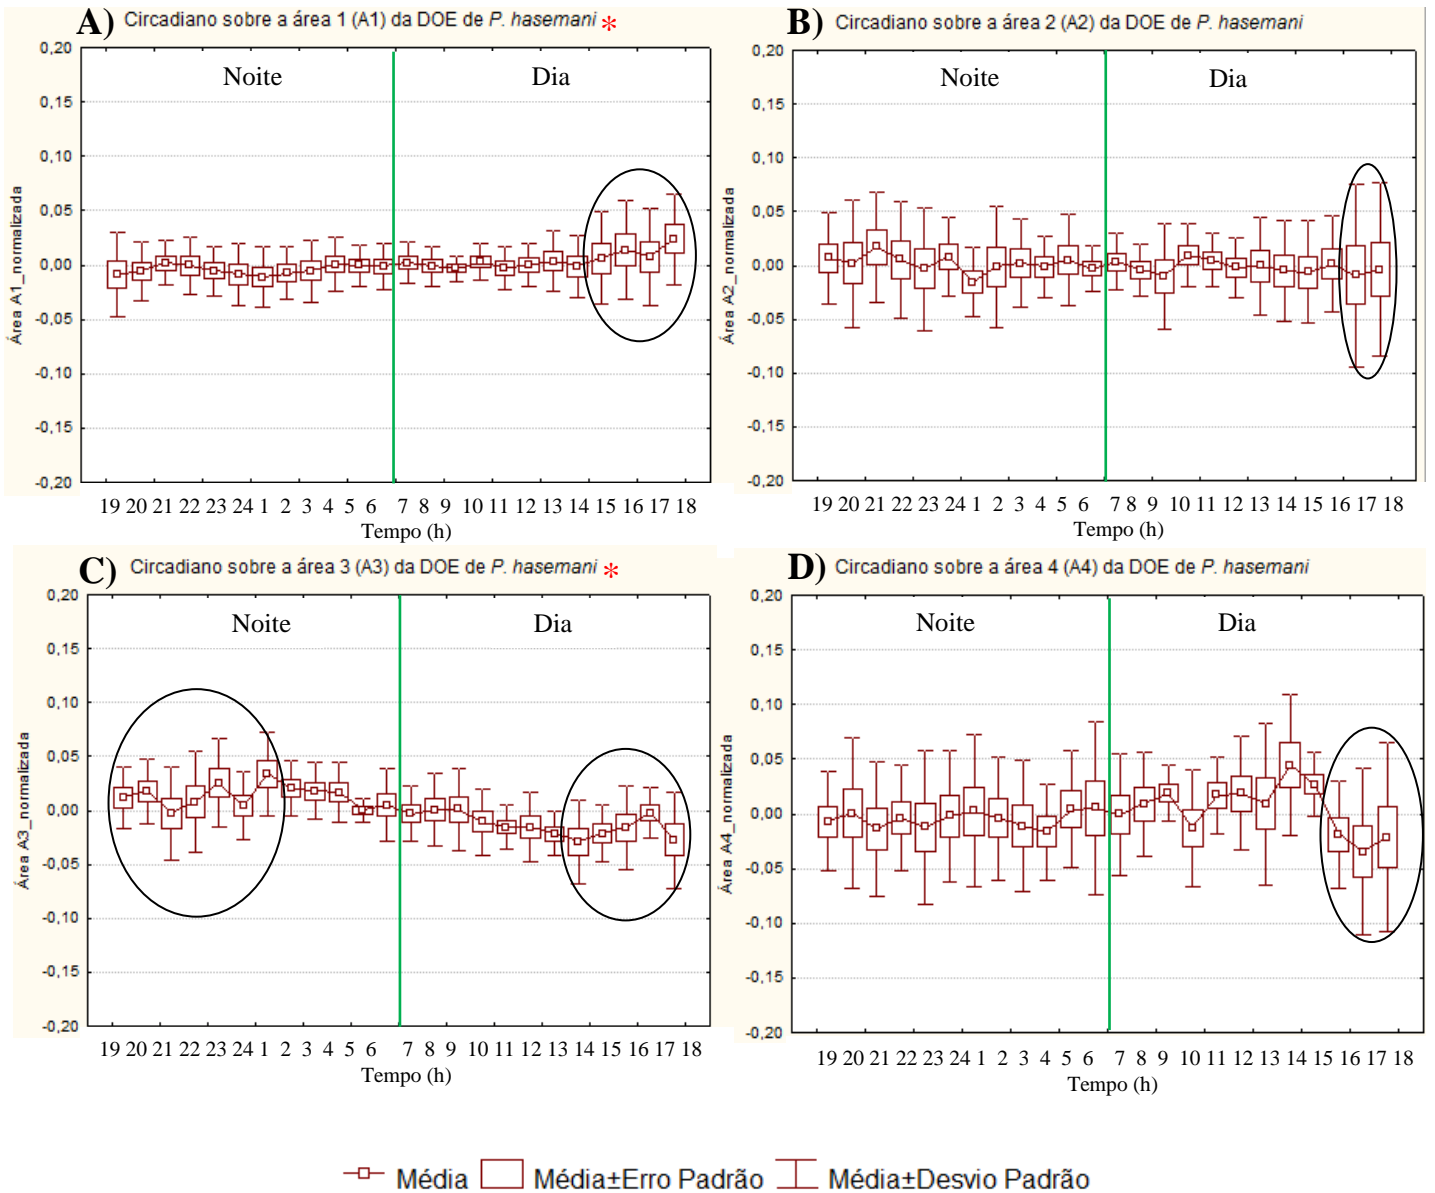 A) Circadiano sobre a área 1 (A1) da DOE de P. hasemani *
0,20
0,15
0,10
0,05
0,00
-0,05
-0,10
-0,15
-0,20
Área A1_normalizada
Noite
Dia
19 20 21 22 23 24 1 2 3 4 5 6 7 8 9 10 11 12 13 14 15 16 17 18
Tempo (h)
B) Circadiano sobre a área 2 (A2) da DOE de P. hasemani
0,20
0,15
0,10
0,05
0,00
-0,05
-0,10
-0,15
-0,20
Área A2_normalizada
Noite
Dia
19 20 21 22 23 24 1 2 3 4 5 6 7 8 9 10 11 12 13 14 15 16 17 18
Tempo (h)
C) Circadiano sobre a área 3 (A3) da DOE de P. hasemani *
0,20
0,15
0,10
0,05
0,00
-0,05
-0,10
-0,15
-0,20
Área A3_normalizada
Noite
Dia
19 20 21 22 23 24 1 2 3 4 5 6 7 8 9 10 11 12 13 14 15 16 17 18
Tempo (h)
D) Circadiano sobre a área 4 (A4) da DOE de P. hasemani
0,20
0,15
0,10
0,05
0,00
-0,05
-0,10
-0,15
-0,20
Área A4_normalizada
Noite
Dia
19 20 21 22 23 24 1 2 3 4 5 6 7 8 9 10 11 12 13 14 15 16 17 18
Tempo (h)
Média Média±Erro Padrão Média±Desvio Padrão